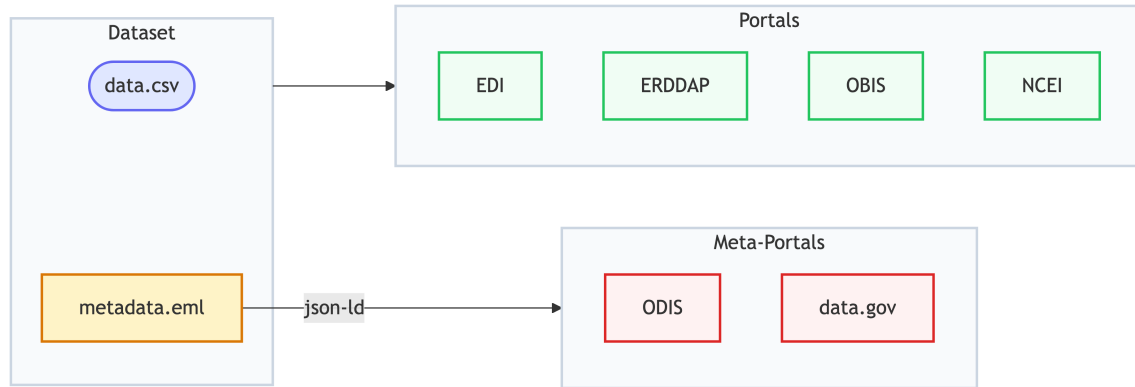 Dataset
data.csv
metadata.eml
json-ld
Portals
EDI
ERDDAP
OBIS
NCEI
Meta-Portals
ODIS
data.gov